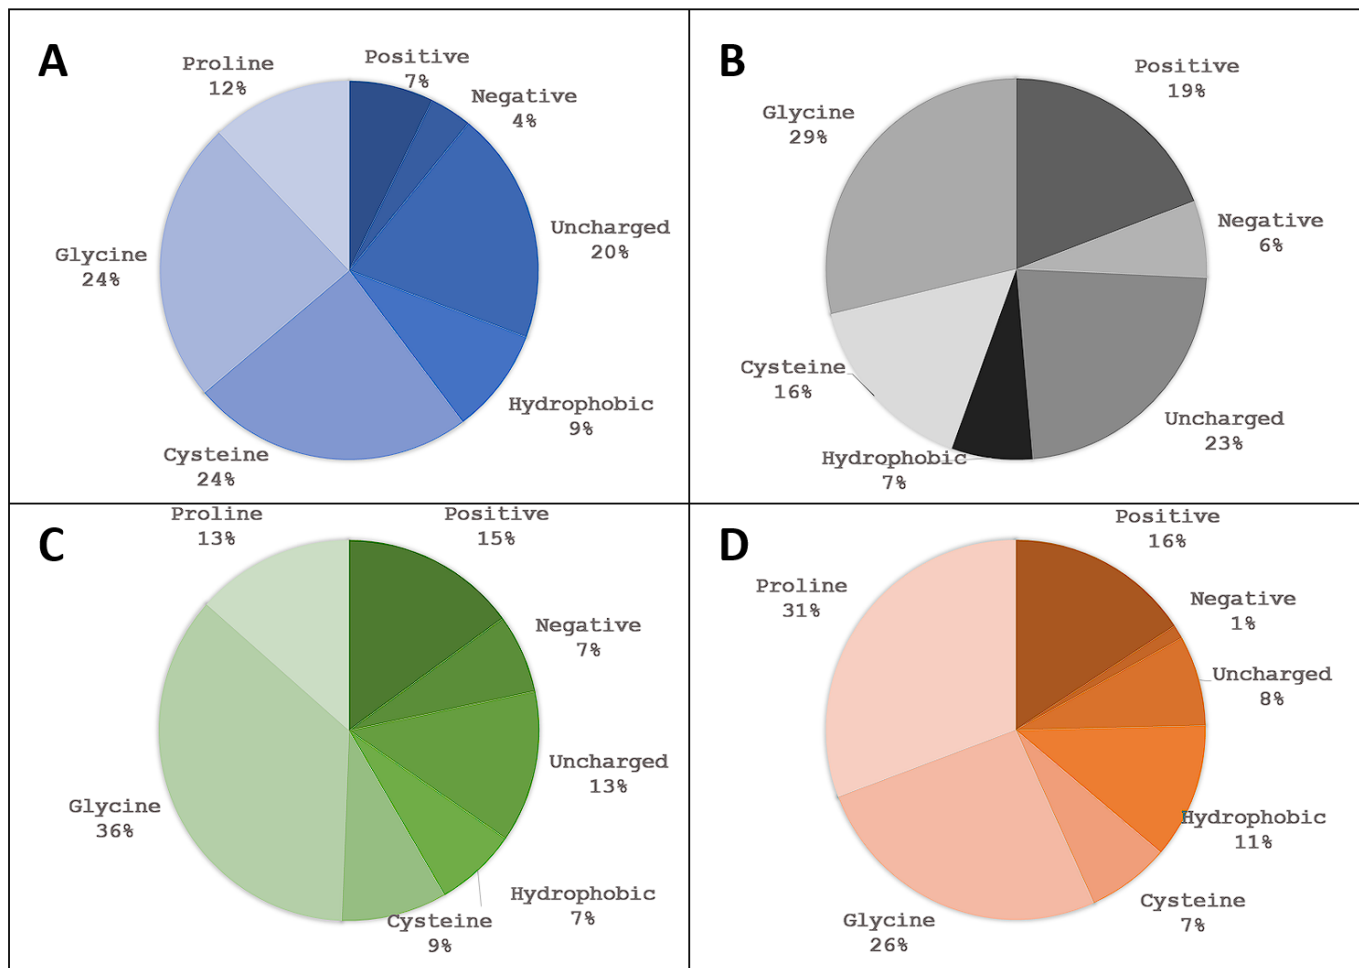 A
Proline
12%
Positive
7%
Negative
4%
Uncharged
20%
Hydrophobic
9%
Cysteine
24%
Glycine
24%
B
Positive
19%
Negative
6%
Uncharged
23%
Hydrophobic
7%
Cysteine
16%
Glycine
29%
C
Proline
13%
Positive
15%
Negative
7%
Uncharged
13%
Hydrophobic
7%
Cysteine
9%
Glycine
36%
D
Positive
16%
Negative
1%
Uncharged
8%
Hydrophobic
11%
Cysteine
7%
Glycine
26%
Proline
31%